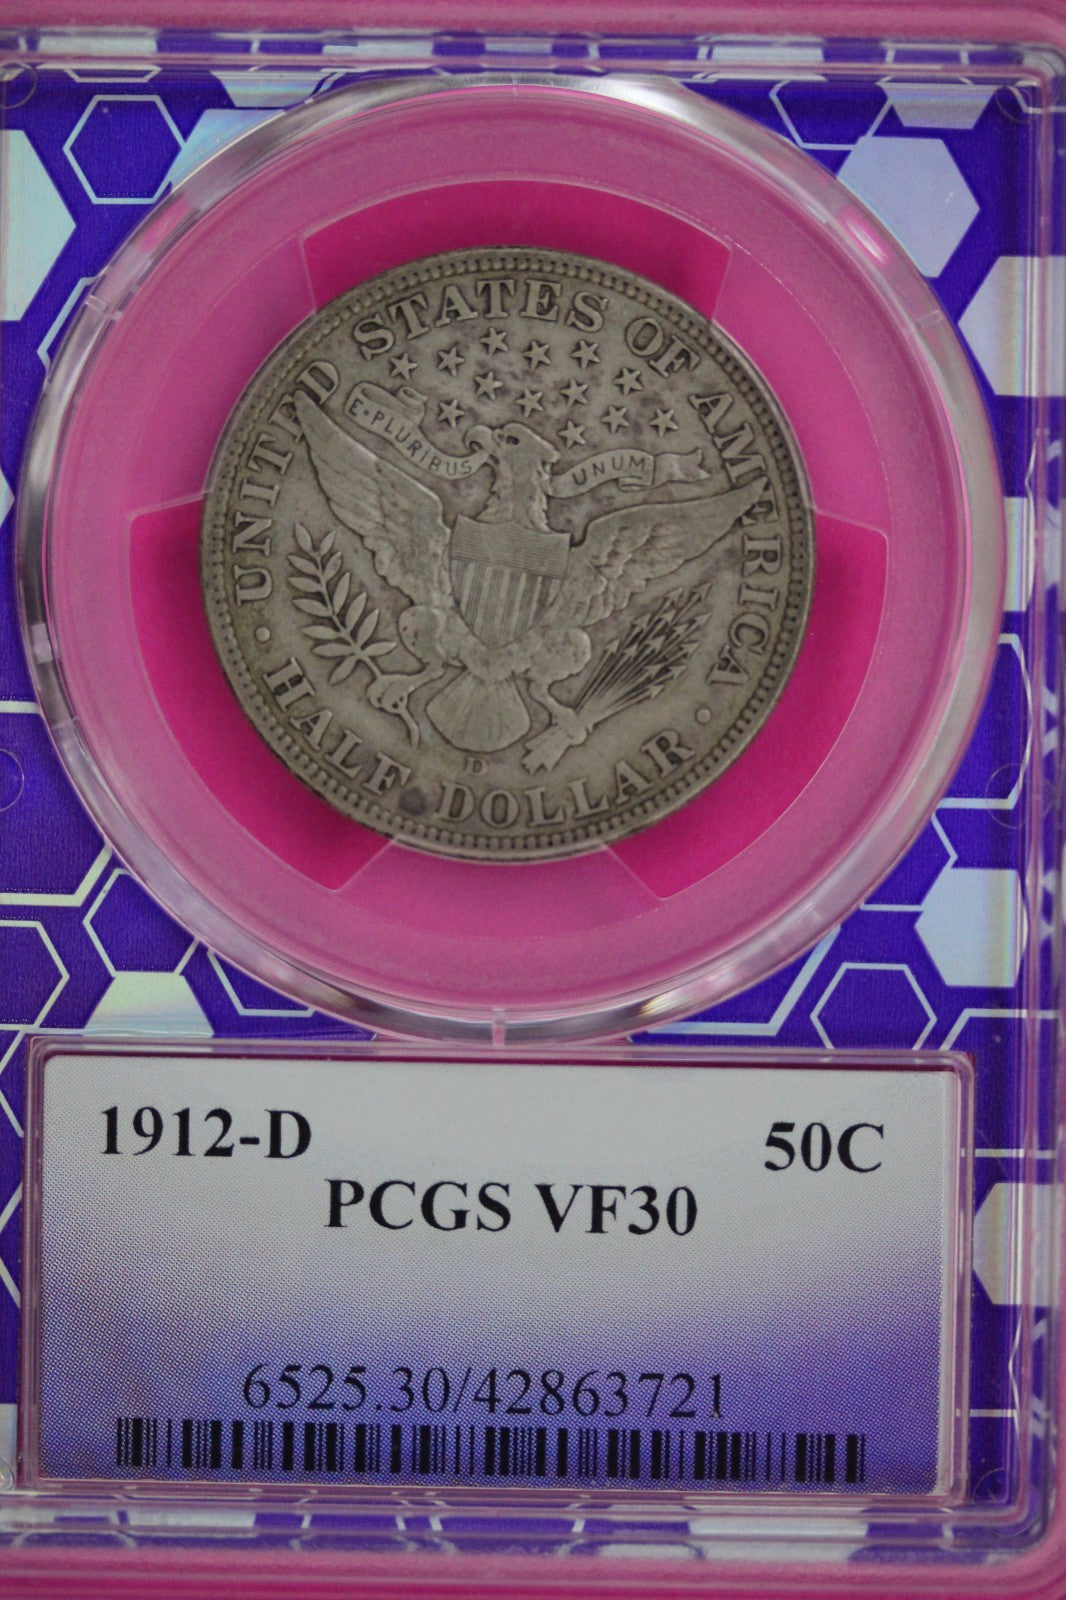 UNITED STATES OF AMERICA
E·PLURIBUS UNUM
D
HALF DOLLAR
1912-D 50C
PCGS VF30
6525.30/42863721